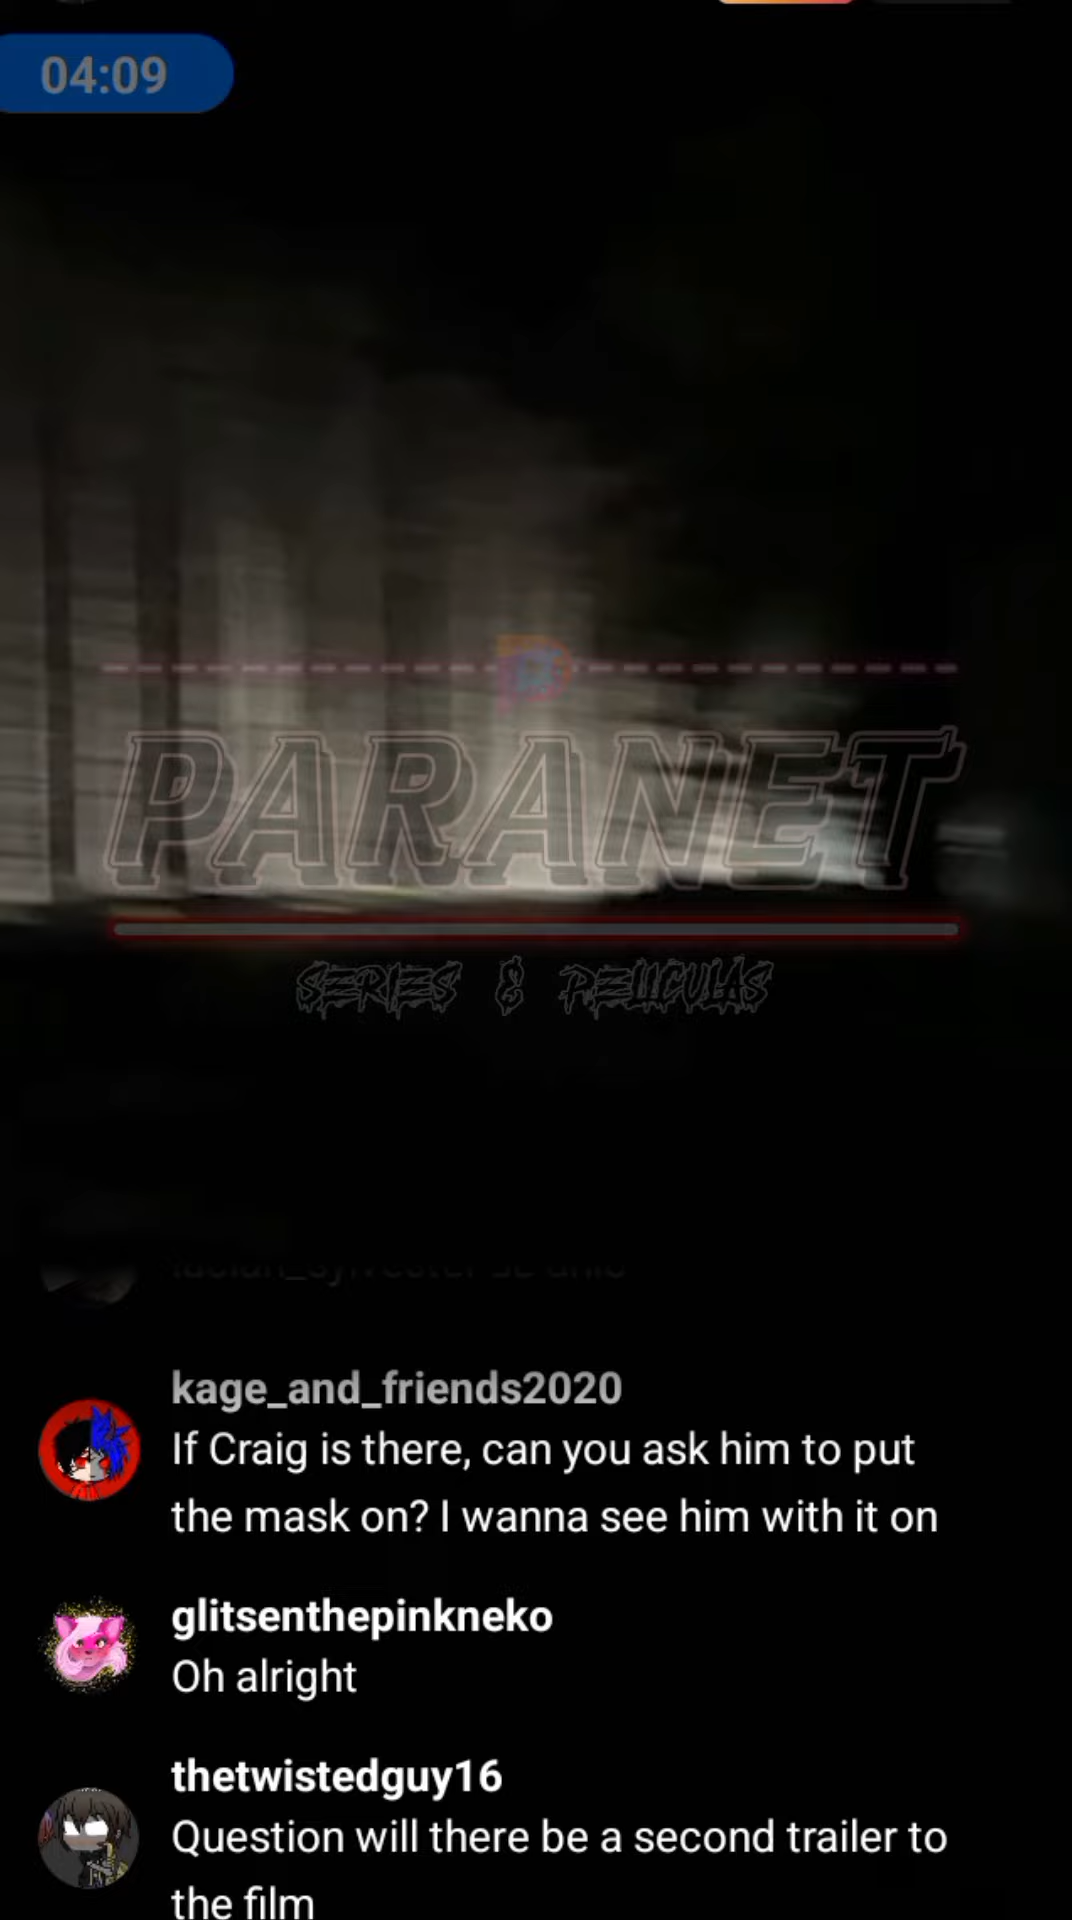 04:09
PARANET
SERIES & PELICULAS
kage_and_friends2020
If Craig is there, can you ask him to put
the mask on? I wanna see him with it on
glitsenthepinkneko
Oh alright
thetwistedguy16
Question will there be a second trailer to
the film